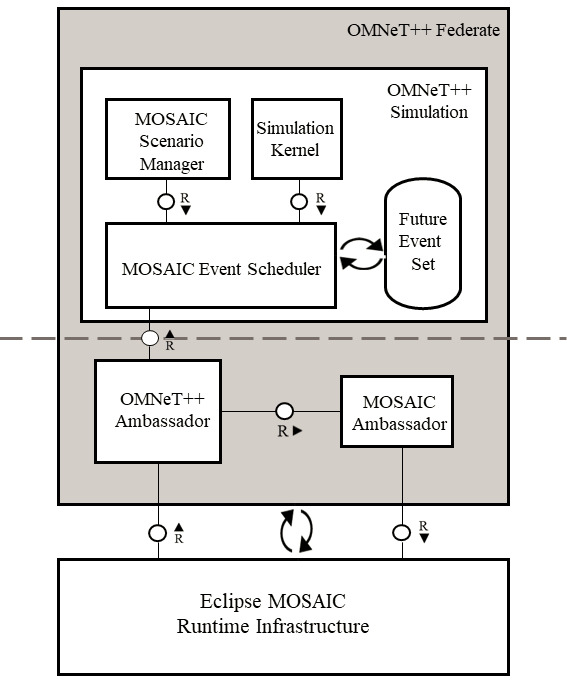 OMNeT++ Federate
OMNeT++
Simulation
MOSAIC
Scenario
Manager
Simulation
Kernel
R
R
Future
Event
Set
MOSAIC Event Scheduler
R
OMNeT++
Ambassador
MOSAIC
Ambassador
R
R
R
Eclipse MOSAIC
Runtime Infrastructure